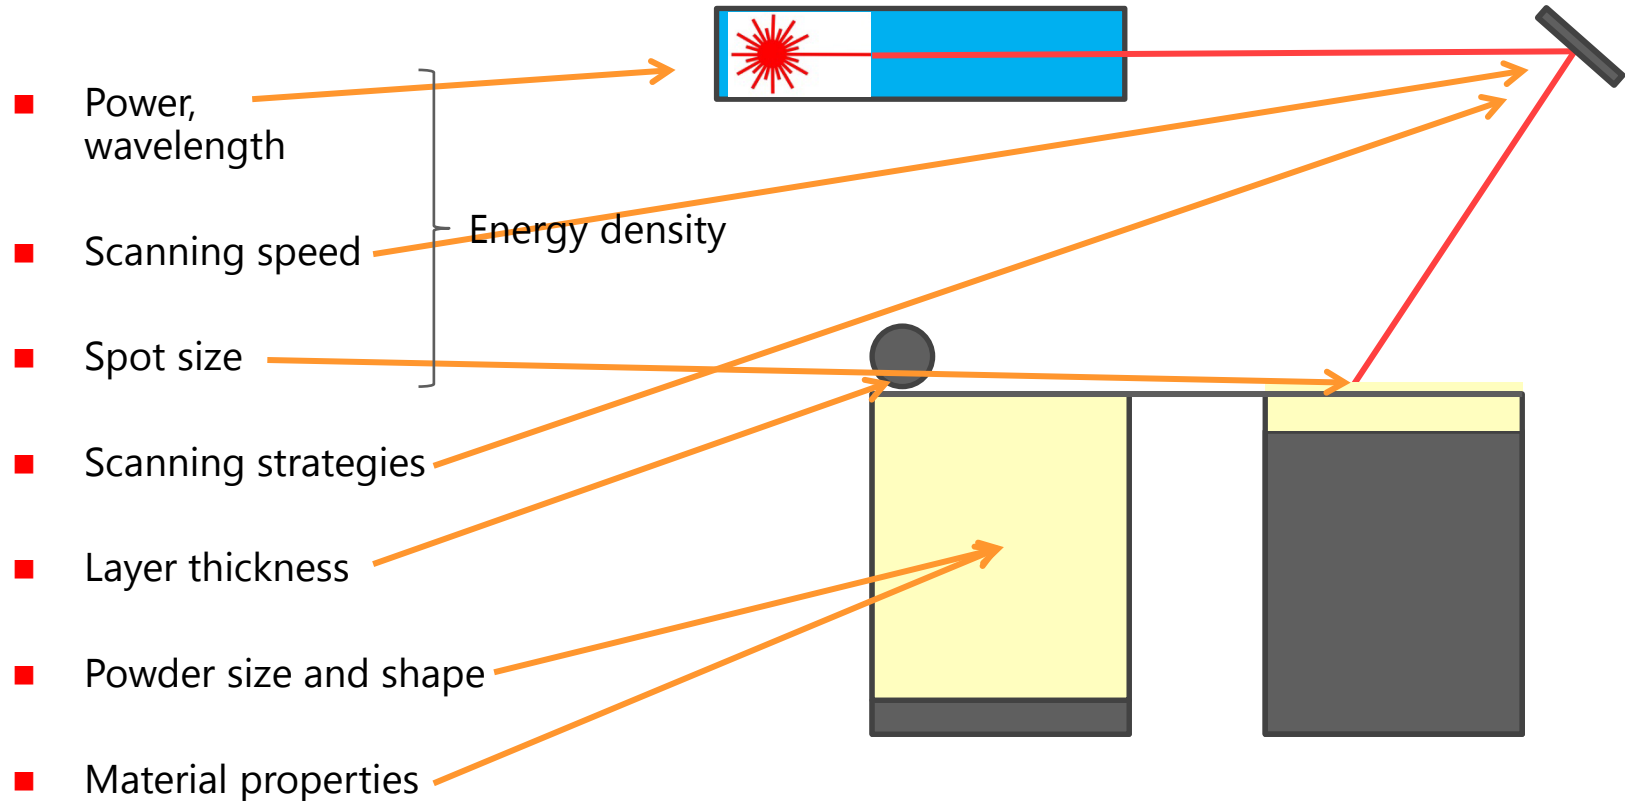 Power,
wavelength
Scanning speed
Energy density
Spot size
Scanning strategies
Layer thickness
Powder size and shape
Material properties